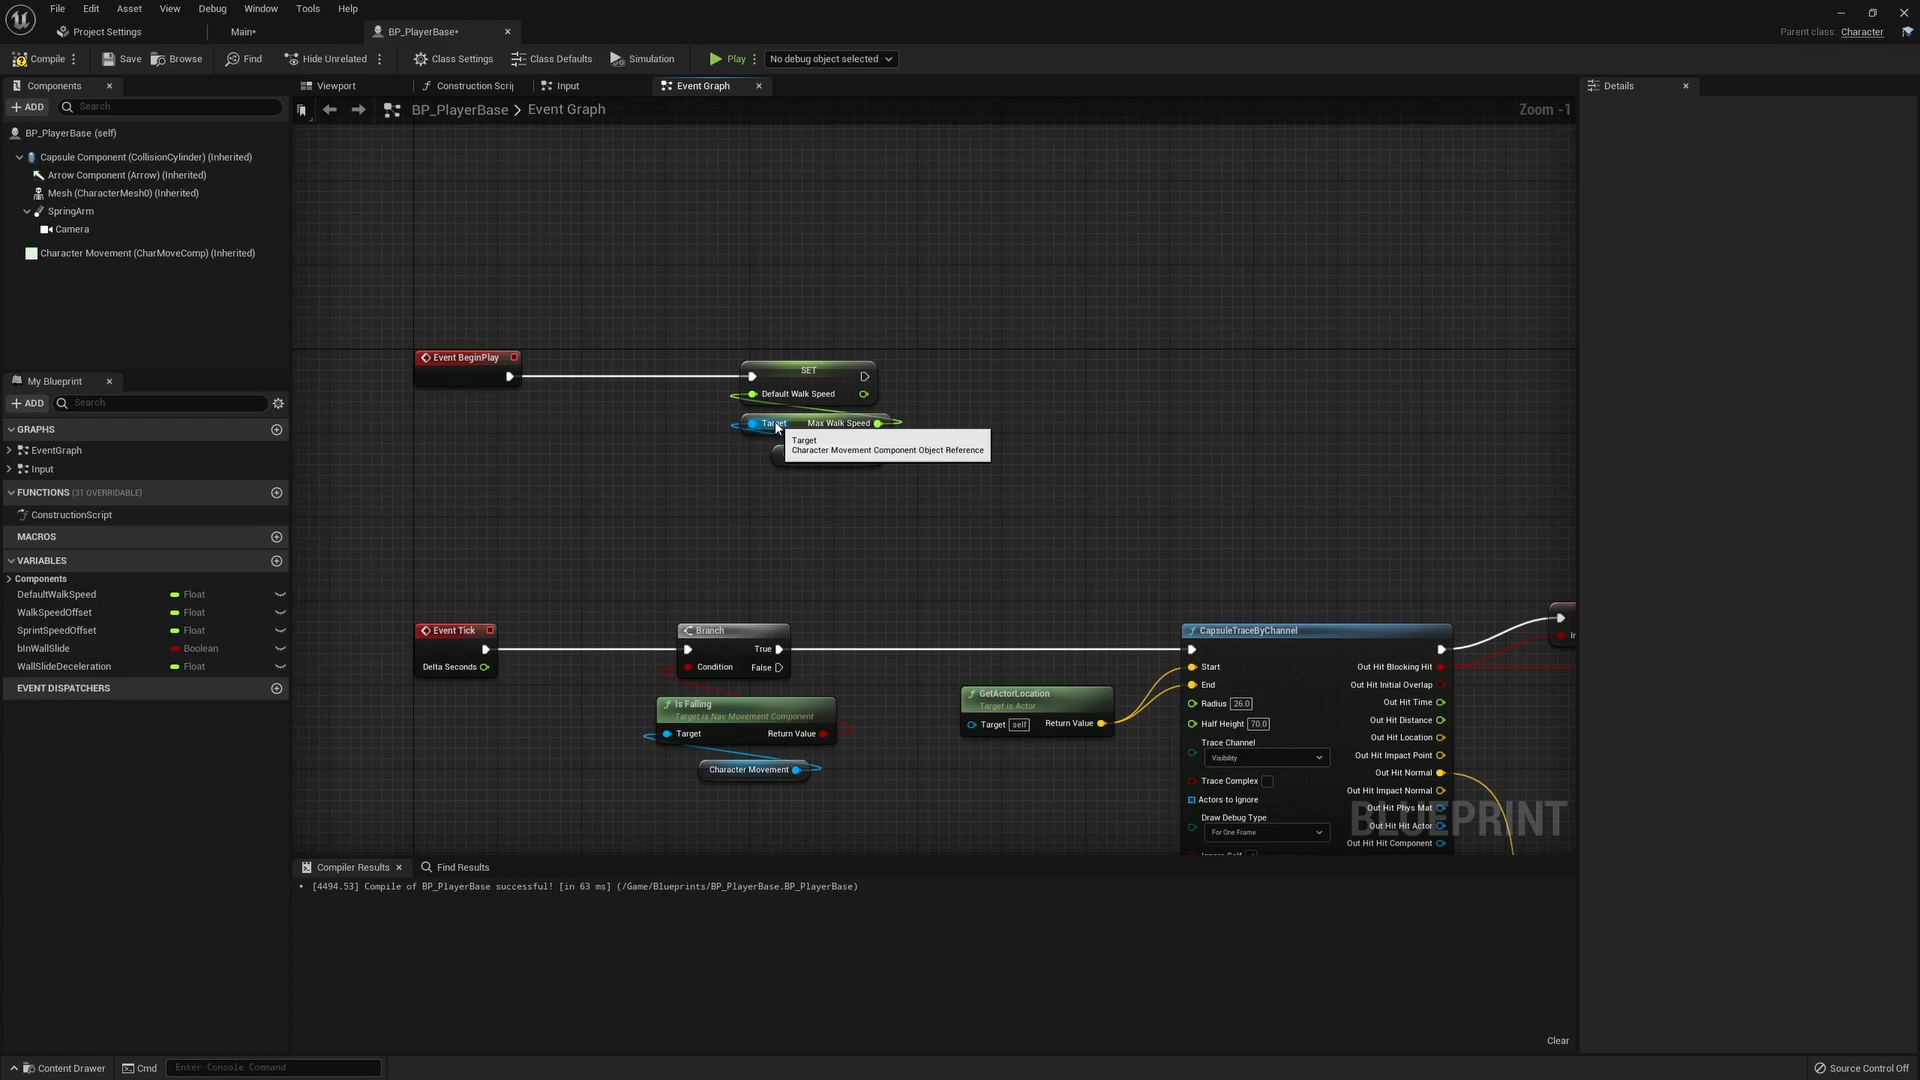 File Edit Asset View Debug Window Tools Help
Project Settings Main* BP_PlayerBase*
Parent class: Character
Compile Save Browse Find Hide Unrelated Class Settings Class Defaults Simulation Play No debug object selected
Components
ADD Search
BP_PlayerBase (self)
Capsule Component (CollisionCylinder) (Inherited)
Arrow Component (Arrow) (Inherited)
Mesh (CharacterMesh0) (Inherited)
SpringArm
Camera
Character Movement (CharMoveComp) (Inherited)
My Blueprint
ADD Search
GRAPHS
EventGraph
Input
FUNCTIONS (31 OVERRIDABLE)
ConstructionScript
MACROS
VARIABLES
Components
DefaultWalkSpeed Float
WalkSpeedOffset Float
SprintSpeedOffset Float
bInWallSlide Boolean
WallSlideDeceleration Float
EVENT DISPATCHERS
Viewport Construction Scrip Input Event Graph
BP_PlayerBase > Event Graph
Zoom -1
Event BeginPlay
SET
Default Walk Speed
Target Max Walk Speed
Target
Character Movement Component Object Reference
Event Tick
Delta Seconds
Branch
True
Condition False
Is Falling
Target is Nav Movement Component
Target Return Value
Character Movement
GetActorLocation
Target is Actor
Target self Return Value
CapsuleTraceByChannel
Start Out Hit Blocking Hit
End Out Hit Initial Overlap
Radius 26.0 Out Hit Time
Half Height 70.0 Out Hit Distance
Out Hit Location
Trace Channel
Visibility
Out Hit Impact Point
Out Hit Normal
Trace Complex
Out Hit Impact Normal
Actors to Ignore
Out Hit Phys Mat
Draw Debug Type
For One Frame
Out Hit Hit Actor
Out Hit Hit Component
BLUEPRINT
Details
Compiler Results Find Results
[4494.53] Compile of BP_PlayerBase successful! [in 63 ms] (/Game/Blueprints/BP_PlayerBase.BP_PlayerBase)
Clear
Content Drawer Cmd Enter Console Command
Source Control Off